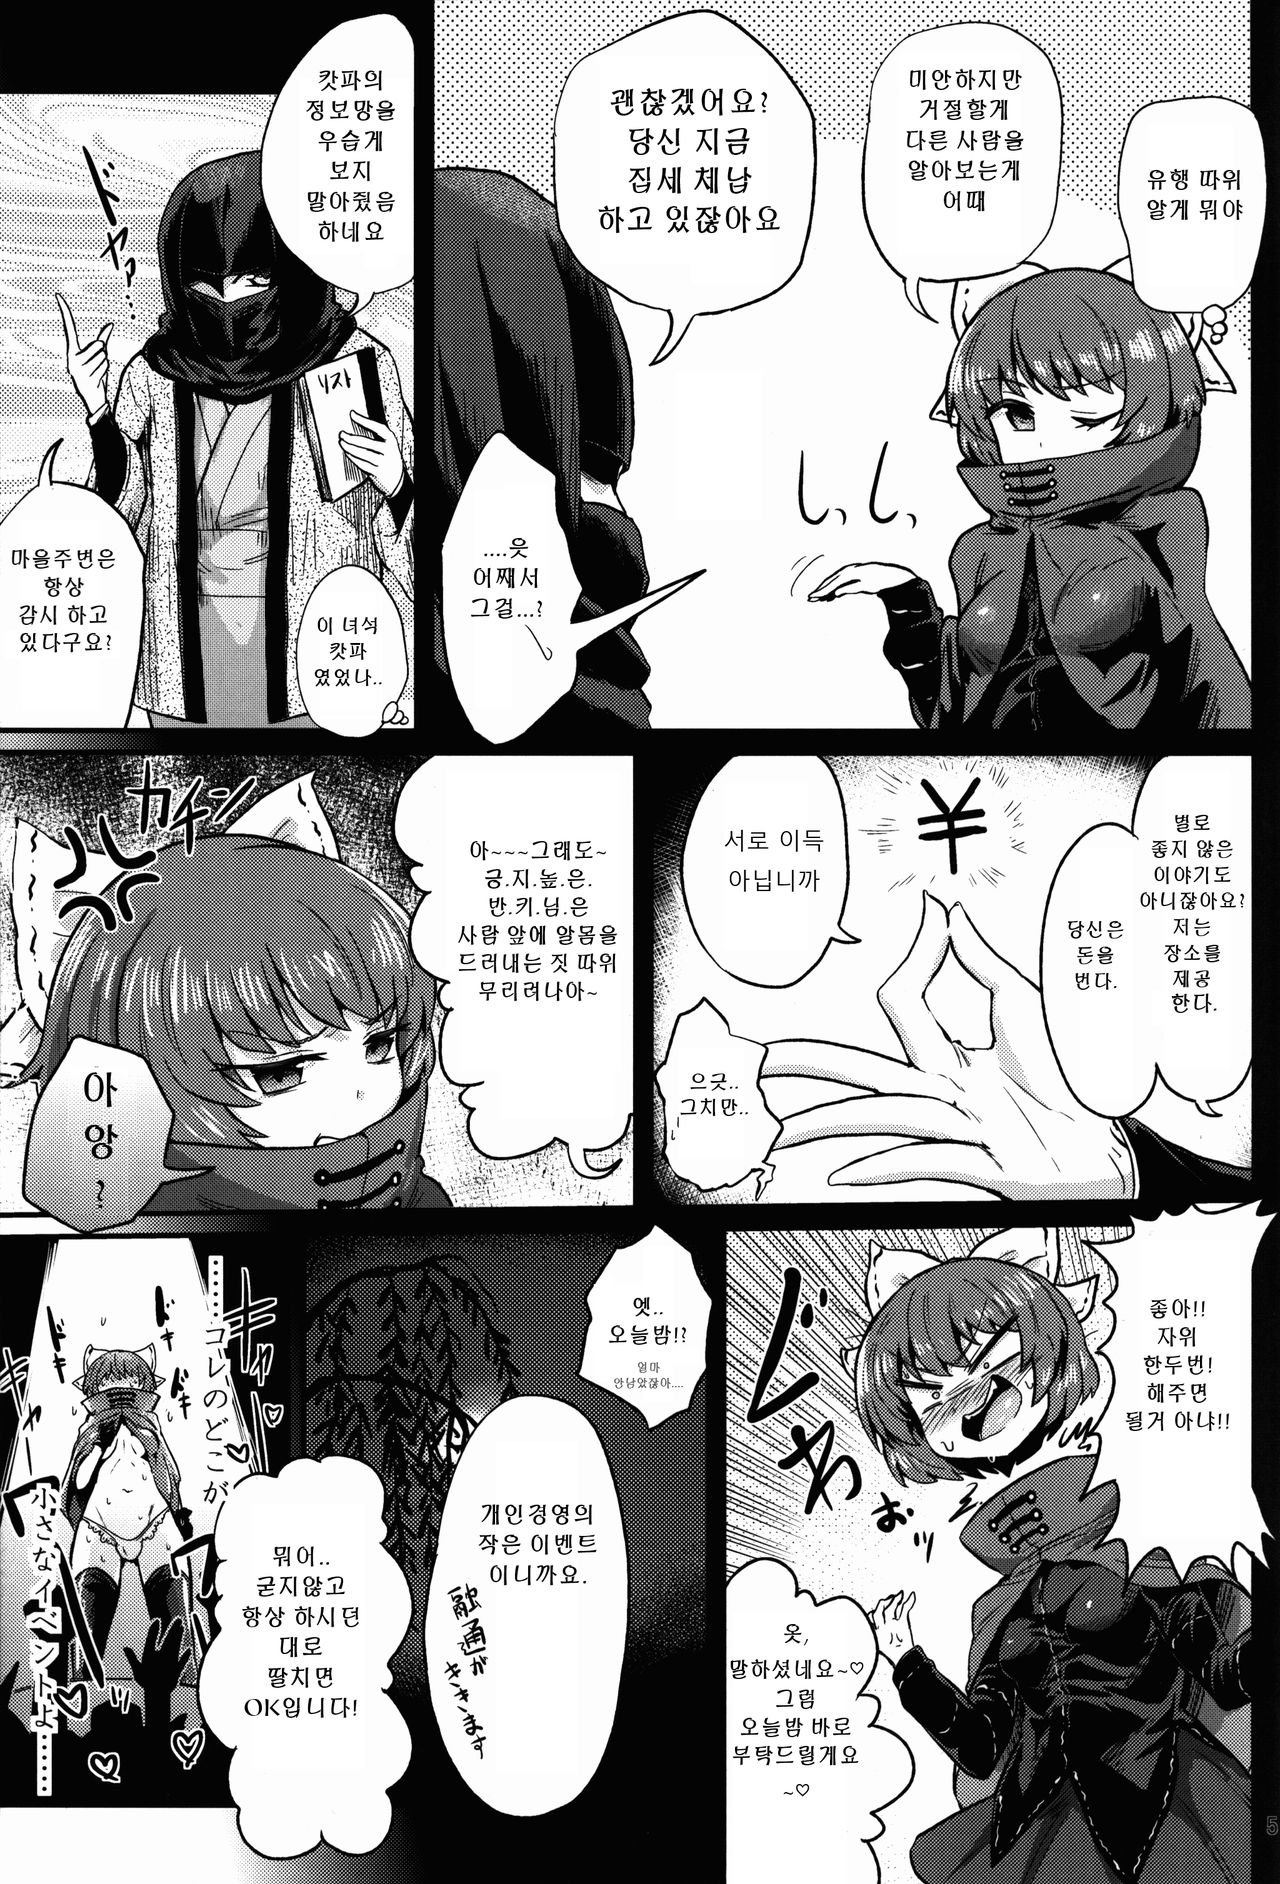 유행 따위
알게 뭐야
미안하지만
거절할게
다른 사람을
알아보는게
어때
し、し、
괜찮겠어요?
당신 지금
집세 체납
하고 있잖아요
....읏
어째서
그걸...?
캇파의
정보망을
우습게
보지
말아줬음
하네요
ドヤァ...
이 녀석
캇파
였었나..
마을주변은
항상
감시 하고
있다구요?
별로
좋지 않은
이야기도
아니잖아요?
저는
장소를
제공
한다.
당신은
돈을
번다.
¥
서로 이득
아닙니까
으긋..
그치만..
아~~~그래도~
긍.지.높.은.
반.키.님.은
사람 앞에 알몸을
드러내는 짓 따위
무리려나아~
カチン
아
앙
?
좋아!!
자위
한두번!
해주면
될거 아냐!!
どじわぁおっ
옷,
말하셨네요~♡
그럼
오늘밤 바로
부탁드릴게요
~♡
엣..
오늘밤!?
얼마
안남았잖아....
개인경영의
작은 이벤트
이니까요.
融通が
ききます
뭐어..
굳지않고
항상 하시던
대로
딸치면
OK입니다!
……コレのどこが
小さなイベントよ……
ドキ
ドキ
キャー
キャー
5